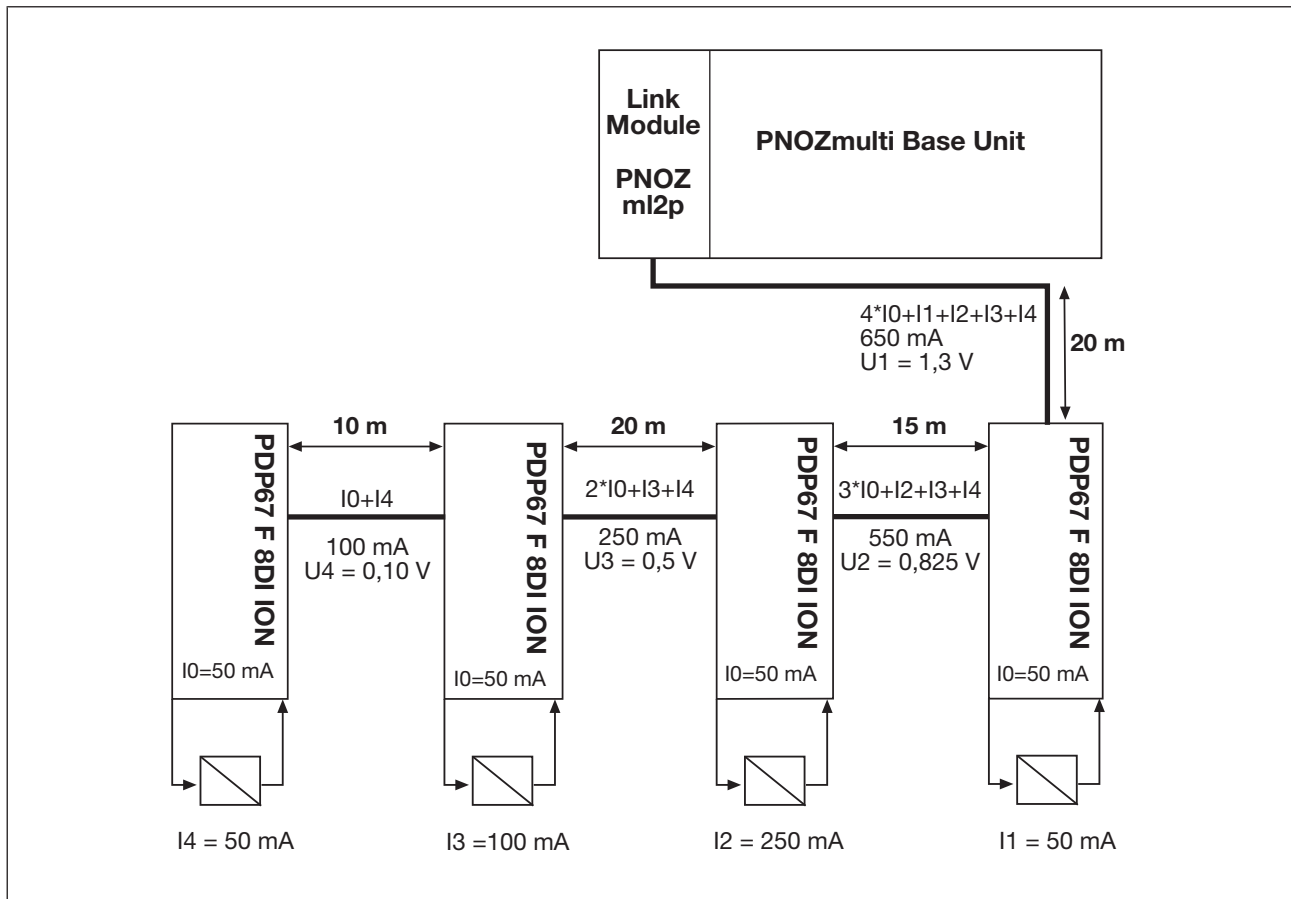 Link
Module
PNOZ
ml2p
PNOZmulti Base Unit
4*I0+I1+I2+I3+I4
650 mA
U1 = 1,3 V
20 m
10 m
20 m
15 m
PDP67 F 8DI ION
I0+I4
100 mA
U4 = 0,10 V
I0=50 mA
PDP67 F 8DI ION
2*I0+I3+I4
250 mA
U3 = 0,5 V
I0=50 mA
PDP67 F 8DI ION
3*I0+I2+I3+I4
550 mA
U2 = 0,825 V
I0=50 mA
PDP67 F 8DI ION
I0=50 mA
I4 = 50 mA
I3 =100 mA
I2 = 250 mA
I1 = 50 mA